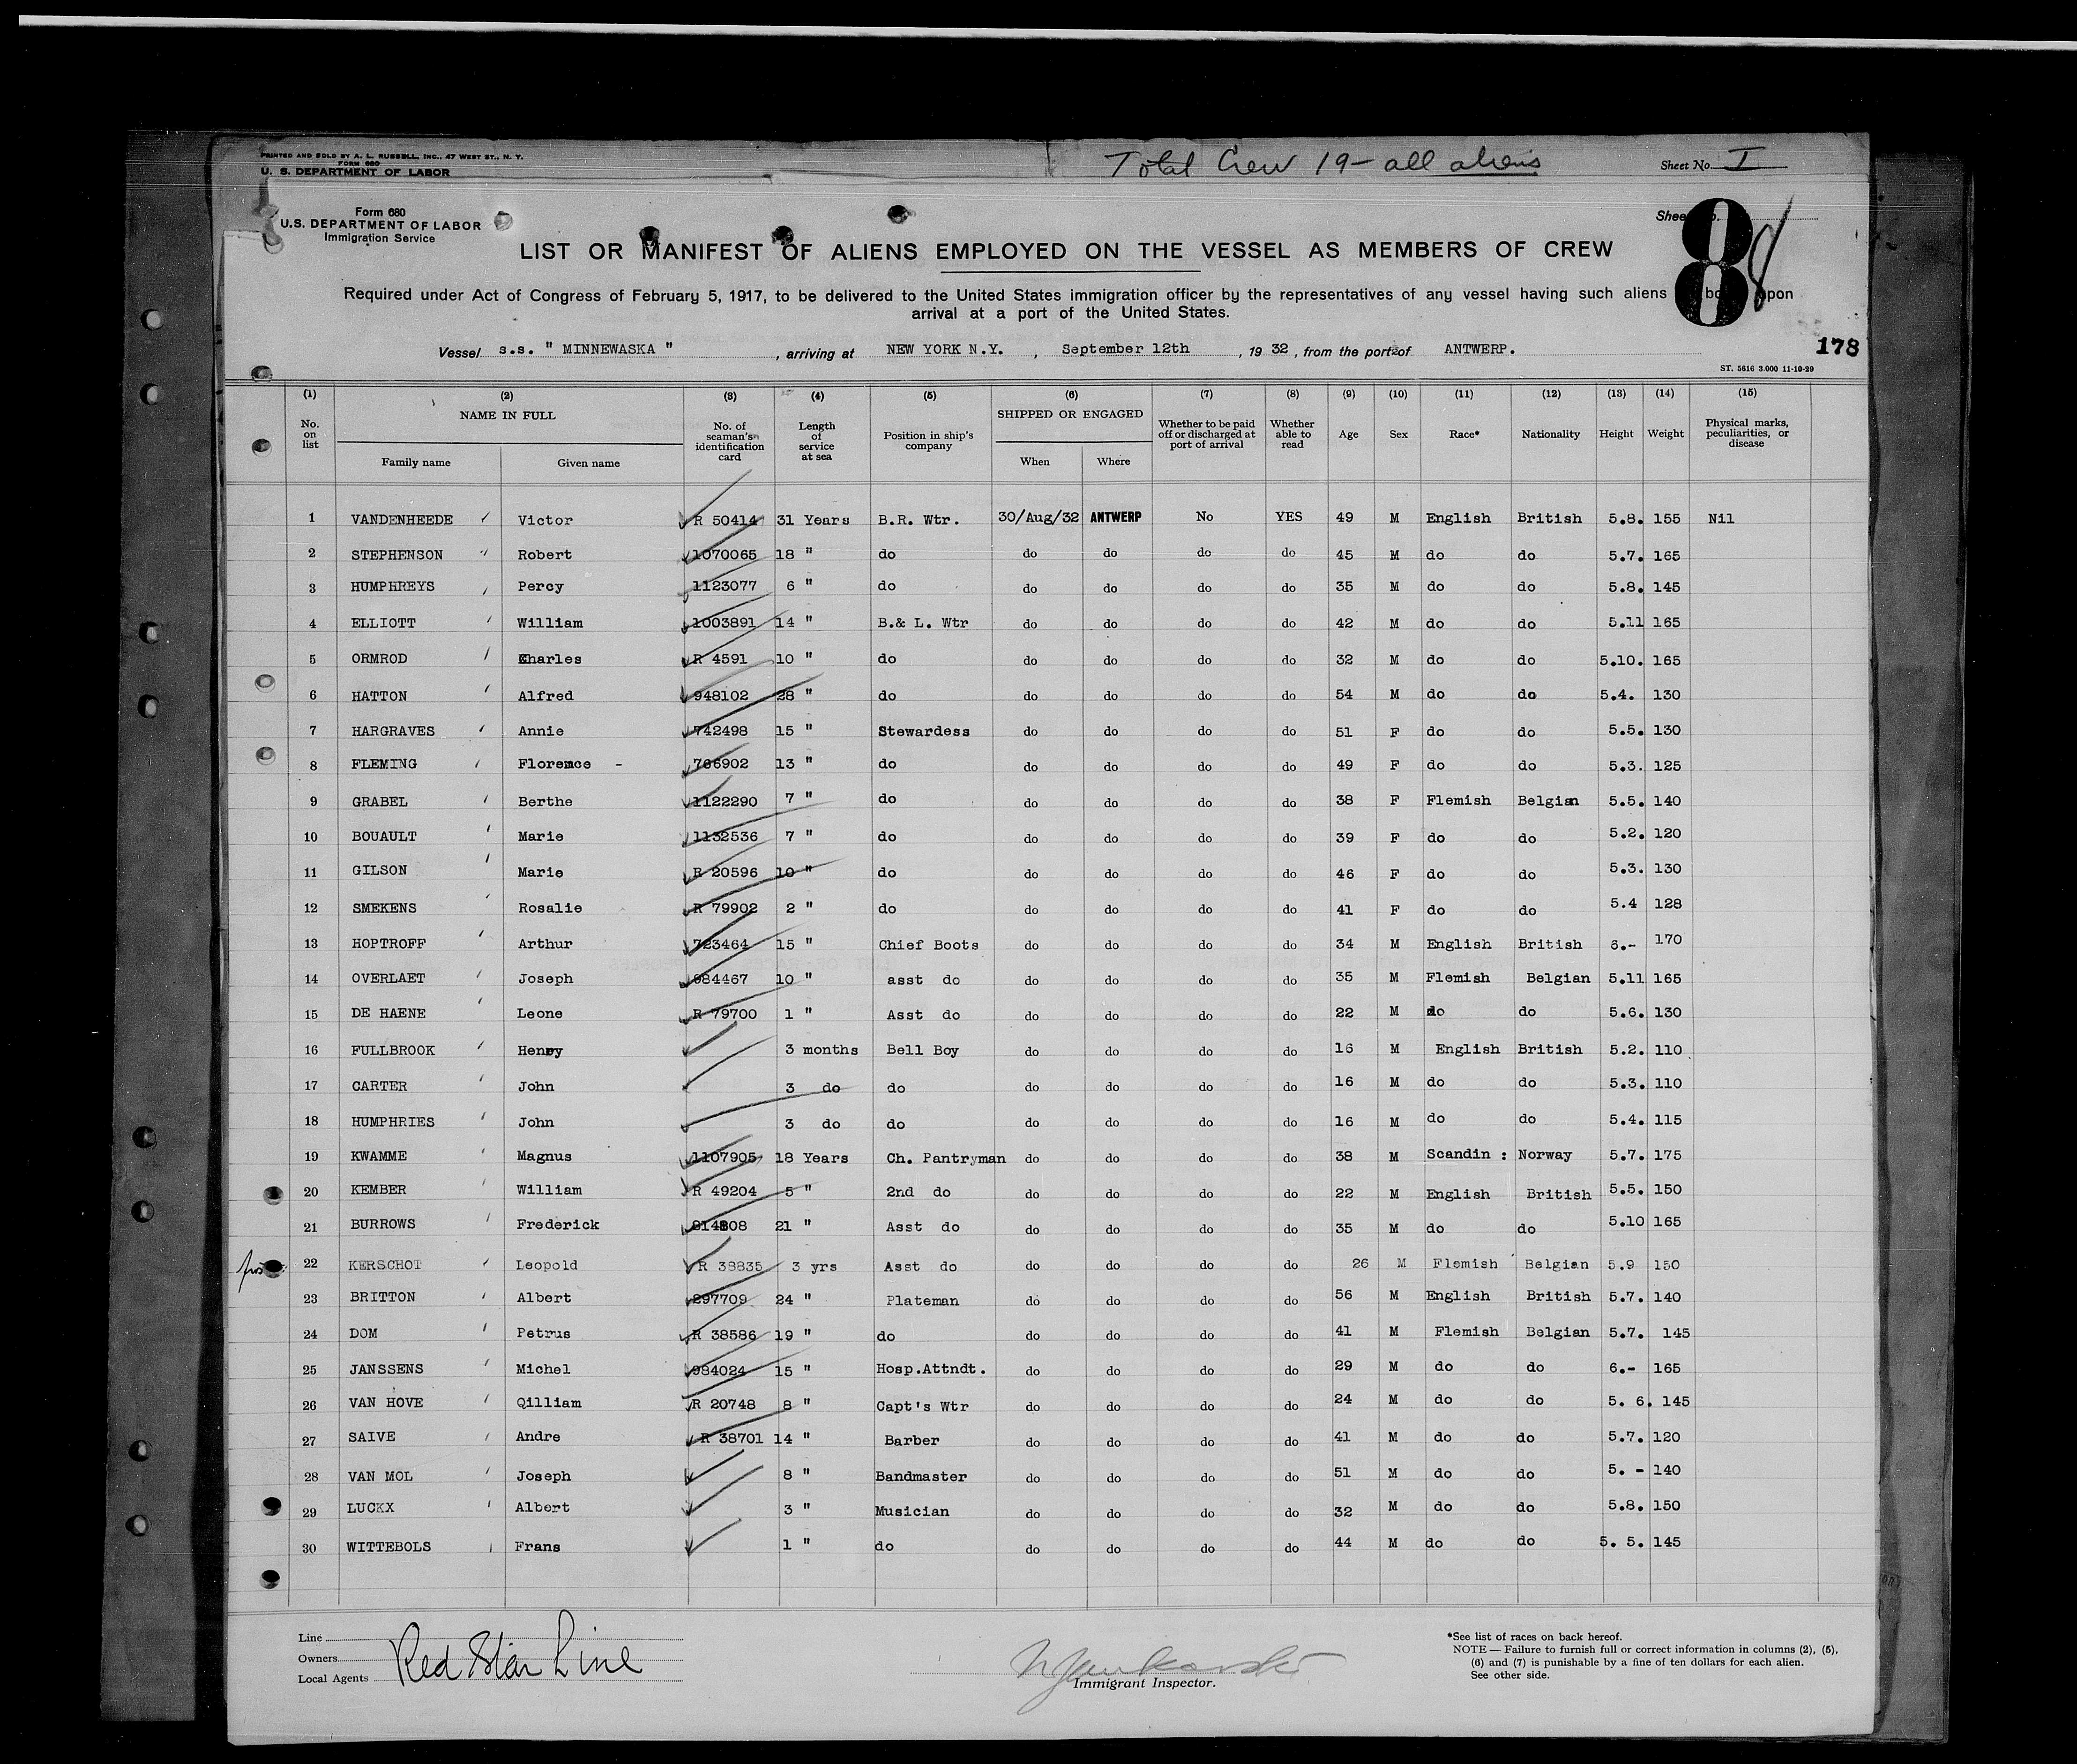 PRINTED AND SOLD BY A. L. RUSSELL, INC., 47 WEST ST., N. Y.
FORM 680
U. S. DEPARTMENT OF LABOR
Total Crew 19 - all aliens
Sheet No. I
Form 680
U.S. DEPARTMENT OF LABOR
Immigration Service
Sheet No.
8
8
LIST OR MANIFEST OF ALIENS EMPLOYED ON THE VESSEL AS MEMBERS OF CREW
Required under Act of Congress of February 5, 1917, to be delivered to the United States immigration officer by the representatives of any vessel having such aliens upon
arrival at a port of the United States.
Vessel s.s. " MINNEWASKA " , arriving at NEW YORK N.Y. , September 12th , 19 32 , from the port of ANTWERP.
178
ST. 5616 3.000 11-10-29
(1) (2) (3) (4) (5) (6) (7) (8) (9) (10) (11) (12) (13) (14) (15)
No. on list NAME IN FULL Family name Given name No. of seaman's identification card Length of service at sea Position in ship's company SHIPPED OR ENGAGED When Where Whether to be paid off or discharged at port of arrival Whether able to read Age Sex Race* Nationality Height Weight Physical marks, peculiarities, or disease
1 VANDENHEEDE Victor R 50414 31 Years B.R. Wtr. 30/Aug/32 ANTWERP No YES 49 M English British 5.8. 155 Nil
2 STEPHENSON Robert 1070065 18 " do do do do do 45 M do do 5.7. 165
3 HUMPHREYS Percy 1123077 6 " do do do do do 35 M do do 5.8. 145
4 ELLIOTT William 1003891 14 " B.& L. Wtr do do do do 42 M do do 5.11 165
5 ORMROD Charles R 4591 10 " do do do do do 32 M do do 5.10. 165
6 HATTON Alfred 948102 28 " do do do do do 54 M do do 5.4. 130
7 HARGRAVES Annie 742498 15 " Stewardess do do do do 51 F do do 5.5. 130
8 FLEMING Florence - 766902 13 " do do do do do 49 F do do 5.3. 125
9 GRABEL Berthe 1122290 7 " do do do do do 38 F Flemish Belgian 5.5. 140
10 BOUAULT Marie 1132536 7 " do do do do do 39 F do do 5.2. 120
11 GILSON Marie R 20596 10 " do do do do do 46 F do do 5.3. 130
12 SMEKENS Rosalie R 79902 2 " do do do do do 41 F do do 5.4 128
13 HOPTROFF Arthur 723464 15 " Chief Boots do do do do 34 M English British 6.- 170
14 OVERLAET Joseph 984467 10 " asst do do do do do 35 M Flemish Belgian 5.11 165
15 DE HAENE Leone R 79700 1 " Asst do do do do do 22 M do do 5.6. 130
16 FULLBROOK Henry 3 months Bell Boy do do do do 16 M English British 5.2. 110
17 CARTER John 3 do do do do do do 16 M do do 5.3. 110
18 HUMPHRIES John 3 do do do do do do 16 M do do 5.4. 115
19 KWAMME Magnus 1107905 18 Years Ch. Pantryman do do do do 38 M Scandin : Norway 5.7. 175
20 KEMBER William R 49204 5 " 2nd do do do do do 22 M English British 5.5. 150
21 BURROWS Frederick 21 " Asst do do do do do 35 M do do 5.10 165
22 KERSCHOT Leopold R 38835 3 yrs Asst do do do do do 26 M Flemish Belgian 5.9 150
23 BRITTON Albert 297709 24 " Plateman do do do do 56 M English British 5.7. 140
24 DOM Petrus R 38586 19 " do do do do do 41 M Flemish Belgian 5.7. 145
25 JANSSENS Michel 984024 15 " Hosp.Attndt. do do do do 29 M do do 6.- 165
26 VAN HOVE Qilliam R 20748 8 " Capt's Wtr do do do do 24 M do do 5. 6. 145
27 SAIVE Andre R 38701 14 " Barber do do do do 41 M do do 5.7. 120
28 VAN MOL Joseph 8 " Bandmaster do do do do 51 M do do 5. - 140
29 LUCKX Albert 3 " Musician do do do do 32 M do do 5.8. 150
30 WITTEBOLS Frans 1 " do do do do do 44 M do do 5. 5. 145
Line
Owners
Local Agents Red Star Line
Immigrant Inspector.
*See list of races on back hereof.
NOTE — Failure to furnish full or correct information in columns (2), (5),
(6) and (7) is punishable by a fine of ten dollars for each alien.
See other side.